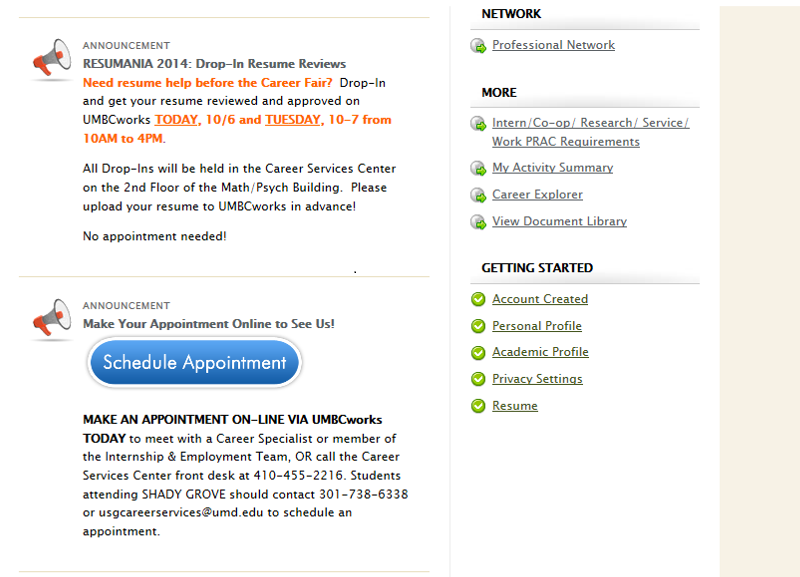 ANNOUNCEMENT
RESUMANIA 2014: Drop-In Resume Reviews
Need resume help before the Career Fair? Drop-In
and get your resume reviewed and approved on
UMBCworks TODAY, 10/6 and TUESDAY, 10-7 from
10AM to 4PM.
All Drop-Ins will be held in the Career Services Center
on the 2nd Floor of the Math/Psych Building. Please
upload your resume to UMBCworks in advance!
No appointment needed!
.
ANNOUNCEMENT
Make Your Appointment Online to See Us!
Schedule Appointment
MAKE AN APPOINTMENT ON-LINE VIA UMBCworks
TODAY to meet with a Career Specialist or member of
the Internship & Employment Team, OR call the Career
Services Center front desk at 410-455-2216. Students
attending SHADY GROVE should contact 301-738-6338
or usgcareerservices@umd.edu to schedule an
appointment.
NETWORK
Professional Network
MORE
Intern/Co-op/ Research/ Service/
Work PRAC Requirements
My Activity Summary
Career Explorer
View Document Library
GETTING STARTED
Account Created
Personal Profile
Academic Profile
Privacy Settings
Resume